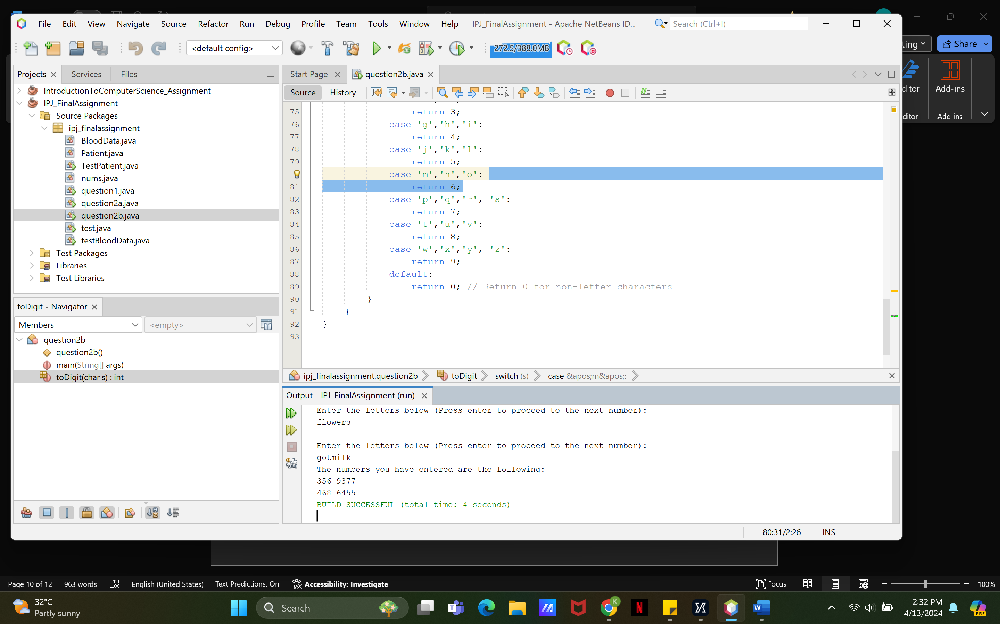 File Edit View Navigate Source Refactor Run Debug Profile Team Tools Window Help IPJ_FinalAssignment - Apache NetBeans ID... Search (Ctrl+I)
<default config> 272.5/388.0MB
ting Share
Projects Services Files
Start Page question2b.java
Source History
ditor Add-ins
ditor Add-ins
IntroductionToComputerScience_Assignment
IPJ_FinalAssignment
Source Packages
ipj_finalassignment
BloodData.java
Patient.java
TestPatient.java
nums.java
question1.java
question2a.java
question2b.java
test.java
testBloodData.java
Test Packages
Libraries
Test Libraries
75 return 3;
76 case 'g','h','i':
77 return 4;
78 case 'j','k','l':
79 return 5;
case 'm','n','o':
81 return 6;
82 case 'p','q','r', 's':
83 return 7;
84 case 't','u','v':
85 return 8;
86 case 'w','x','y', 'z':
87 return 9;
88 default:
89 return 0; // Return 0 for non-letter characters
90 }
91 }
92 }
93
toDigit - Navigator
Members <empty>
question2b
question2b()
main(String[] args)
toDigit(char s) : int
ipj_finalassignment.question2b toDigit switch (s) case &apos;m&apos;:
Output - IPJ_FinalAssignment (run)
Enter the letters below (Press enter to proceed to the next number):
flowers
Enter the letters below (Press enter to proceed to the next number):
gotmilk
The numbers you have entered are the following:
356-9377-
468-6455-
BUILD SUCCESSFUL (total time: 4 seconds)
80:31/2:26 INS
Page 10 of 12 963 words English (United States) Text Predictions: On Accessibility: Investigate Focus 100%
32°C
Partly sunny
Search
2:32 PM
4/13/2024